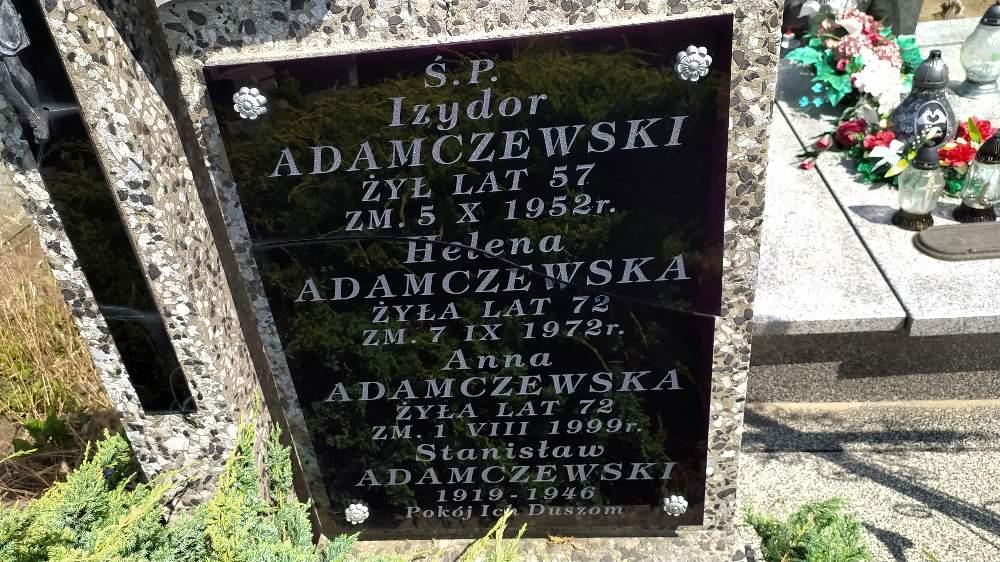 Ś.P.
Izydor
ADAMCZEWSKI
ŻYŁ LAT 57
ZM. 5 X 1952r.
Helena
ADAMCZEWSKA
ŻYŁA LAT 72
ZM. 7 IX 1972r.
Anna
ADAMCZEWSKA
ŻYŁA LAT 72
ZM. 1 VIII 1999r.
Stanisław
ADAMCZEWSKI
1919-1946
Pokój Ich Duszom